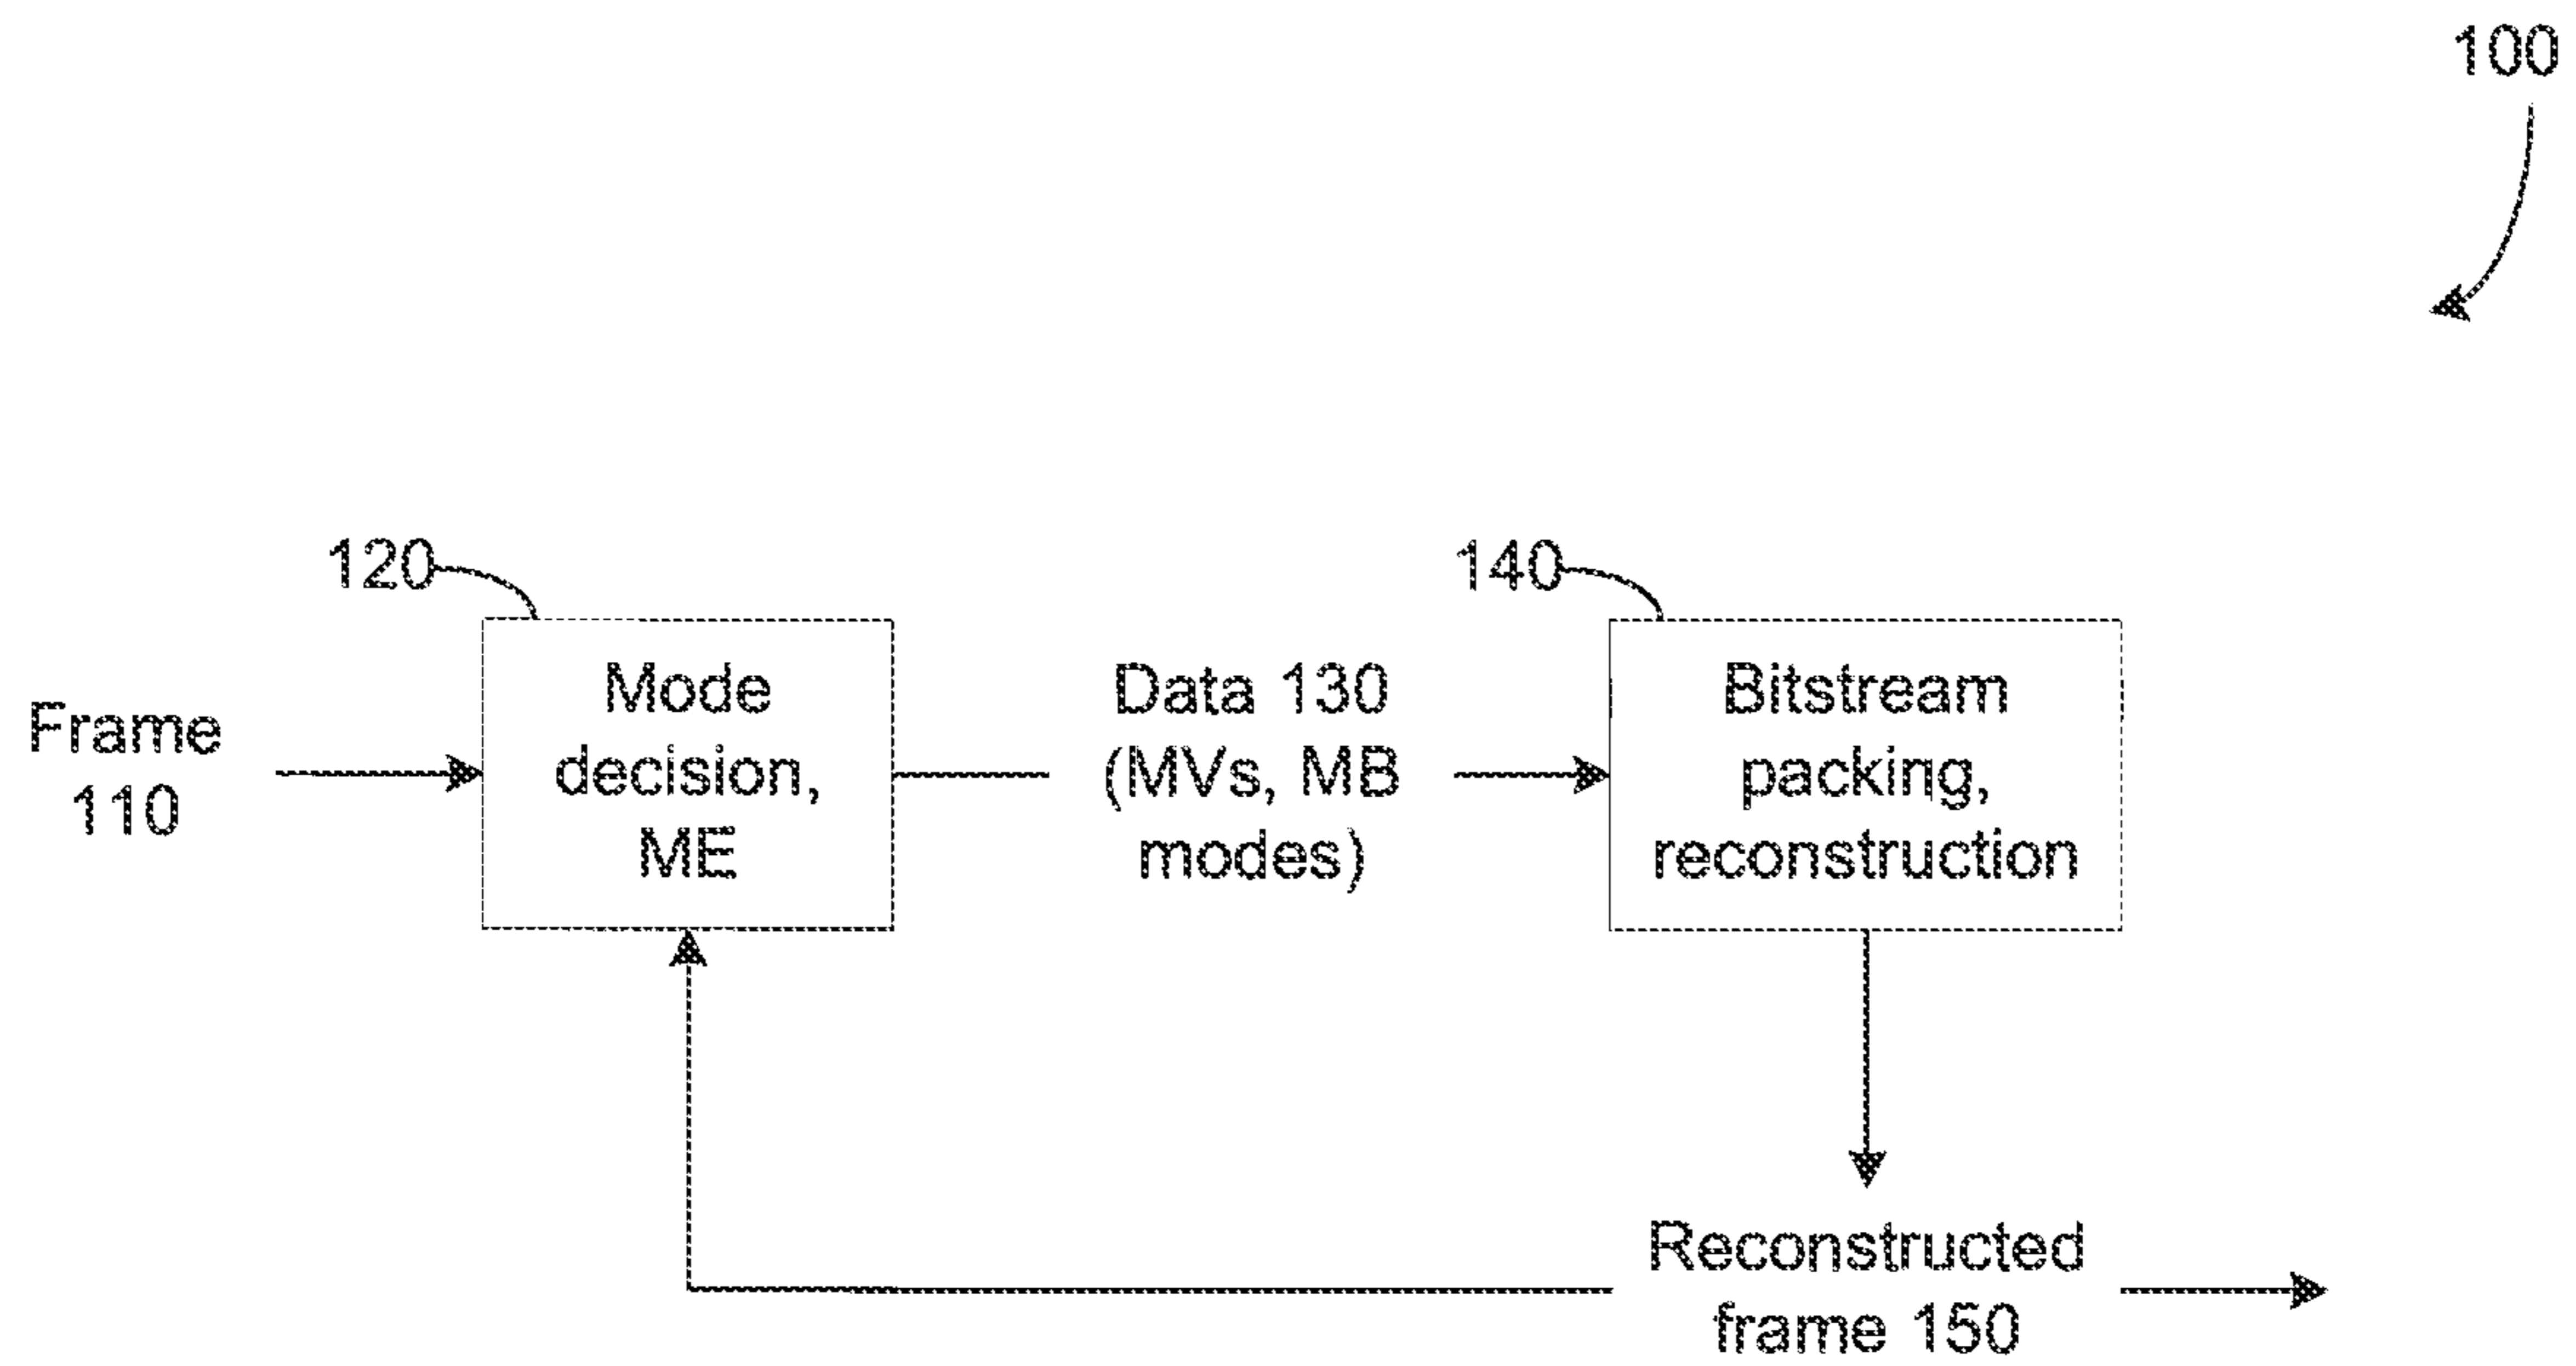 100
120
140
Frame
110
Mode
decision,
ME
Data 130
(MVs, MB
modes)
Bitstream
packing,
reconstruction
Reconstructed
frame 150